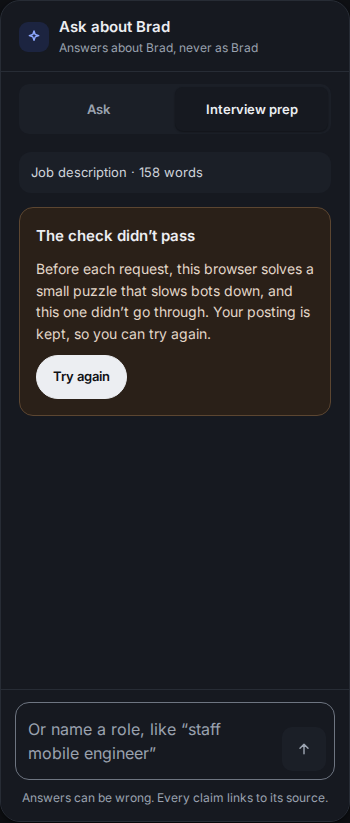 Ask about Brad
Answers about Brad, never as Brad
Ask
Interview prep
Job description · 158 words
The check didn’t pass
Before each request, this browser solves a
small puzzle that slows bots down, and
this one didn’t go through. Your posting is
kept, so you can try again.
Try again
Or name a role, like “staff
mobile engineer”
Answers can be wrong. Every claim links to its source.